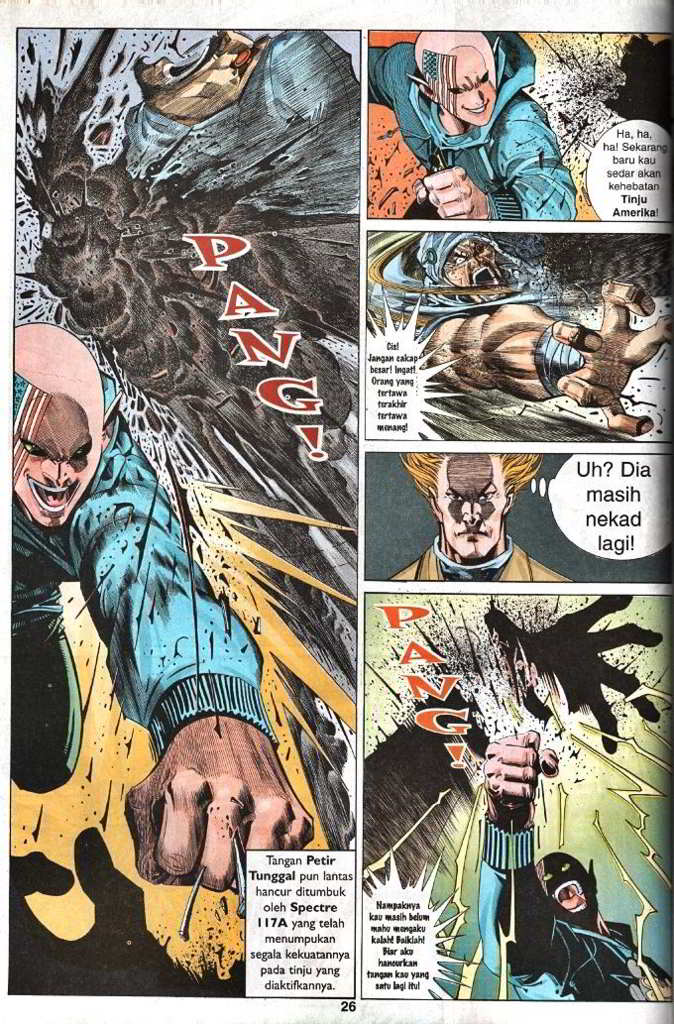 PANG!
Tangan Petir
Tunggal pun lantas
hancur ditumbuk
oleh Spectre
117A yang telah
menumpukan
segala kekuatannya
pada tinju yang
diaktifkannya.
Ha, ha,
ha! Sekarang
baru kau
sedar akan
kehebatan
Tinju
Amerika!
Cis!
Jangan cakap
besar! Ingat!
Orang yang
tertawa
terakhir
tertawa
menang!
Uh? Dia
masih
nekad
lagi!
PANG!
Nampaknya
kau masih belum
mahu mengaku
kalah! Baiklah!
Biar aku
hancurkan
tangan kau yang
satu lagi itu!
26